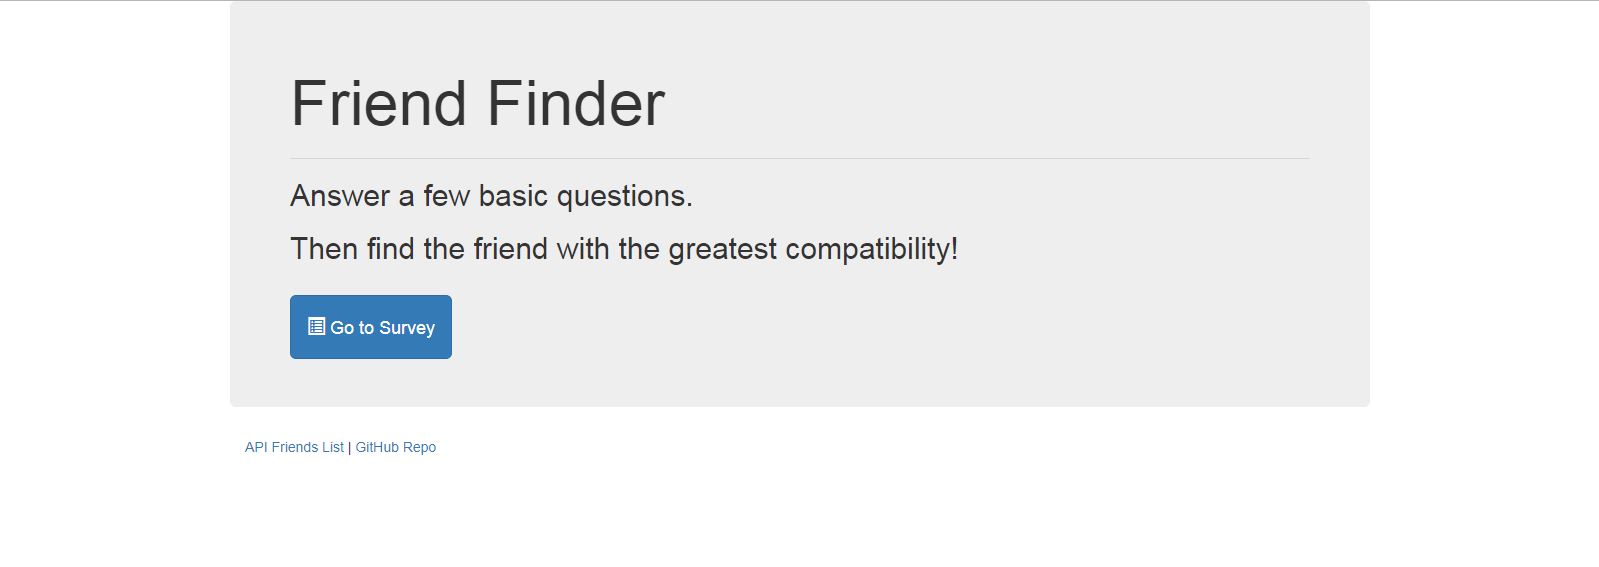 Friend Finder
Answer a few basic questions.
Then find the friend with the greatest compatibility!
Go to Survey
API Friends List | GitHub Repo